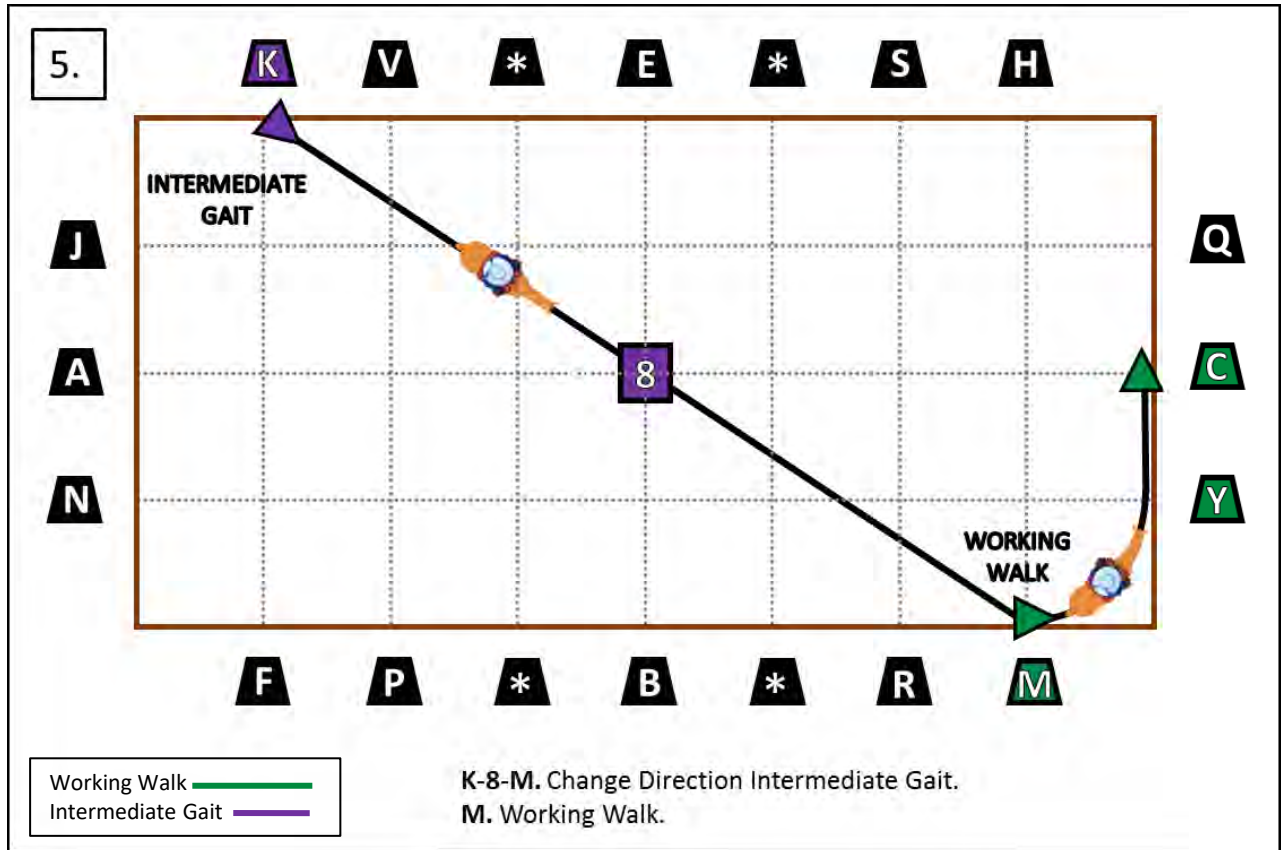 5.
K V * E * S H
INTERMEDIATE
GAIT
J
Q
8
A
C
N
Y
WORKING
WALK
F P * B * R M
Working Walk
Intermediate Gait
K-8-M. Change Direction Intermediate Gait.
M. Working Walk.